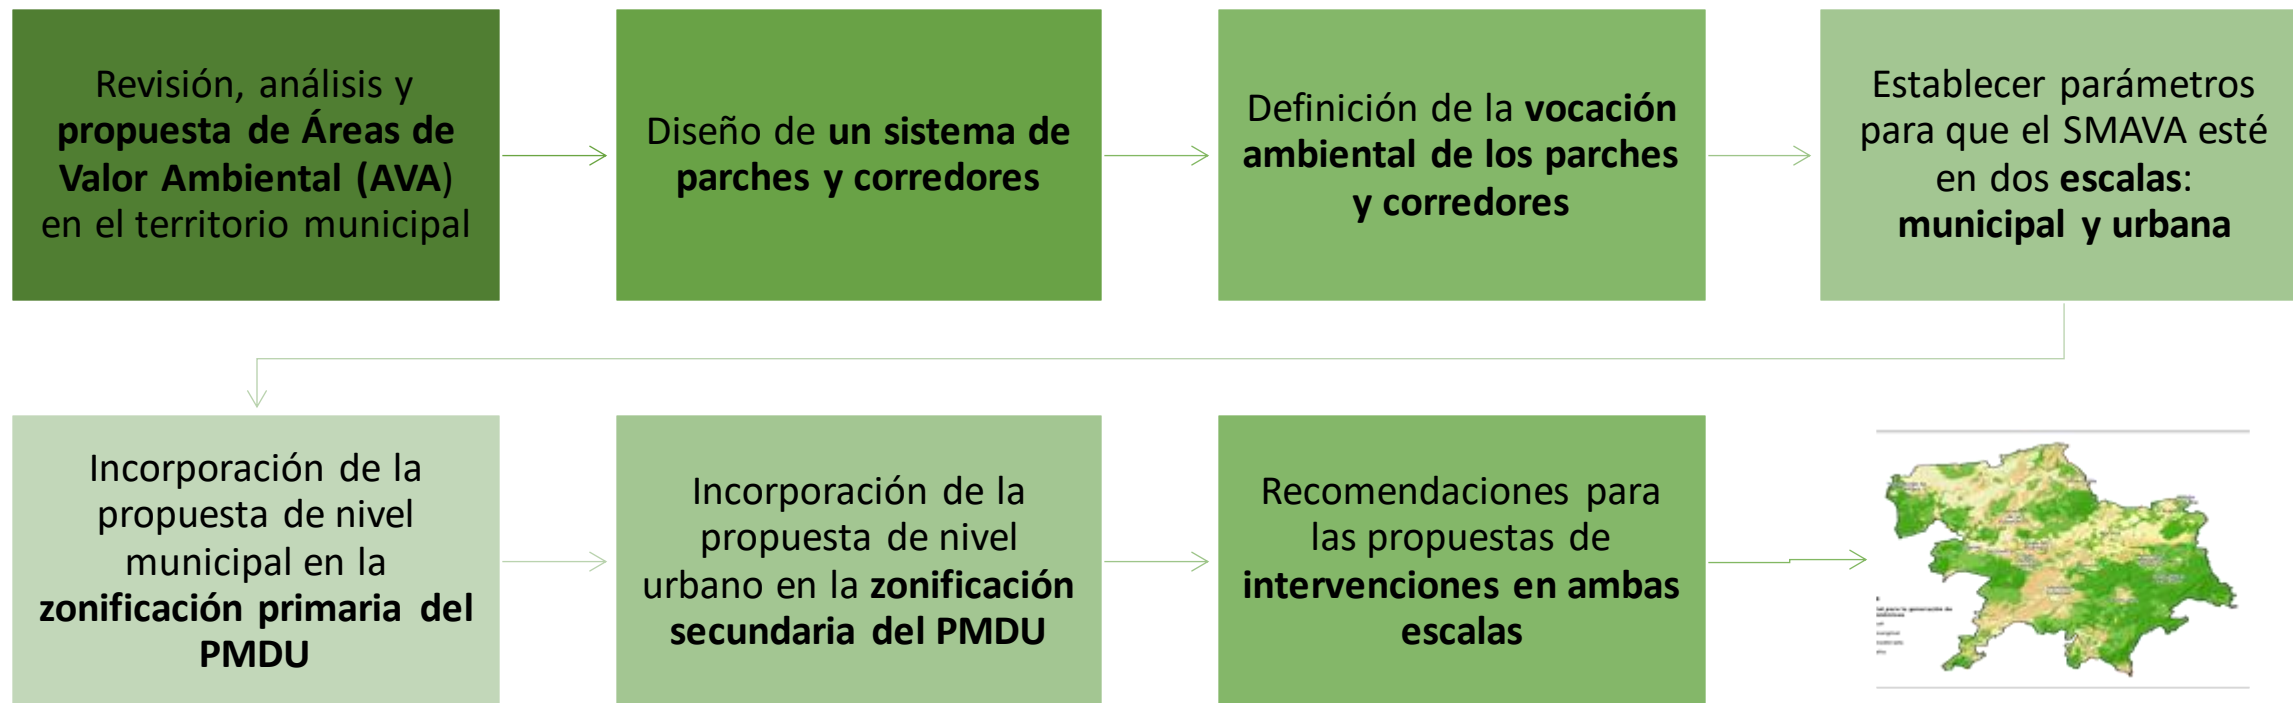 Revisión, análisis y
propuesta de Áreas de
Valor Ambiental (AVA)
en el territorio municipal
Diseño de un sistema de
parches y corredores
Definición de la vocación
ambiental de los parches
y corredores
Establecer parámetros
para que el SMAVA esté
en dos escalas:
municipal y urbana
Incorporación de la
propuesta de nivel
municipal en la
zonificación primaria del
PMDU
Incorporación de la
propuesta de nivel
urbano en la zonificación
secundaria del PMDU
Recomendaciones para
las propuestas de
intervenciones en ambas
escalas